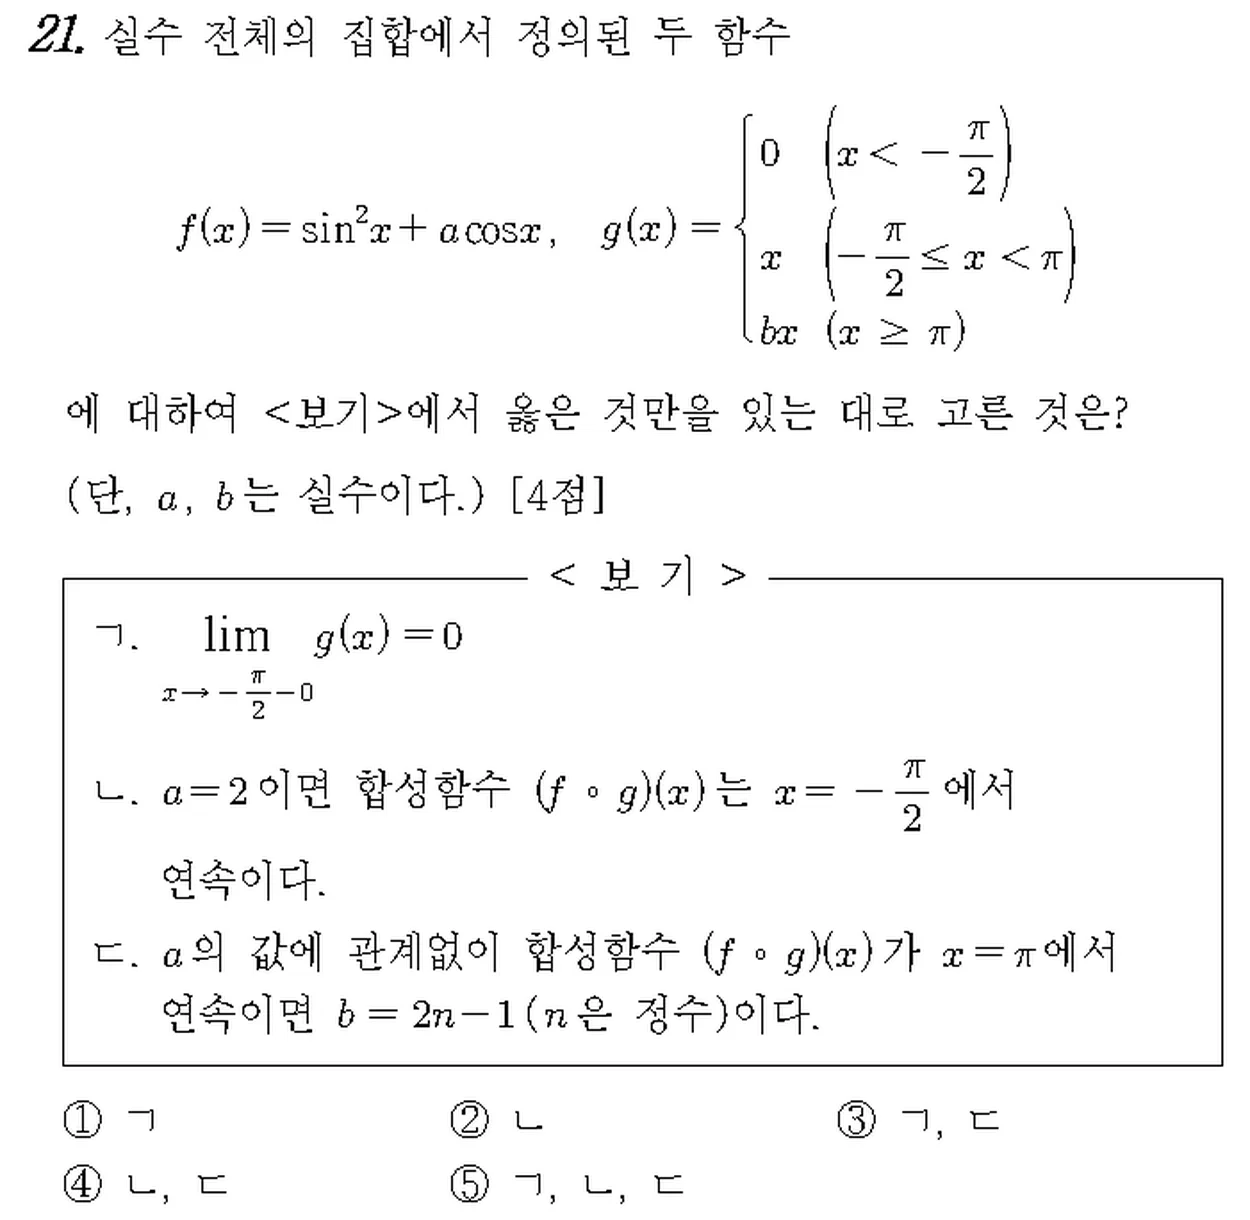 21. 실수 전체의 집합에서 정의된 두 함수
f(x)=sin²x+acosx, g(x)={ 0 (x<-π/2)
x (-π/2≤x<π)
bx (x≥π)
에 대하여 <보기>에서 옳은 것만을 있는 대로 고른 것은?
(단, a, b는 실수이다.) [4점]
<보 기>
ㄱ. lim_{x→-π/2-0} g(x)=0
ㄴ. a=2이면 합성함수 (f∘g)(x)는 x=-π/2에서
연속이다.
ㄷ. a의 값에 관계없이 합성함수 (f∘g)(x)가 x=π에서
연속이면 b=2n-1(n은 정수)이다.
① ㄱ ② ㄴ ③ ㄱ, ㄷ
④ ㄴ, ㄷ ⑤ ㄱ, ㄴ, ㄷ